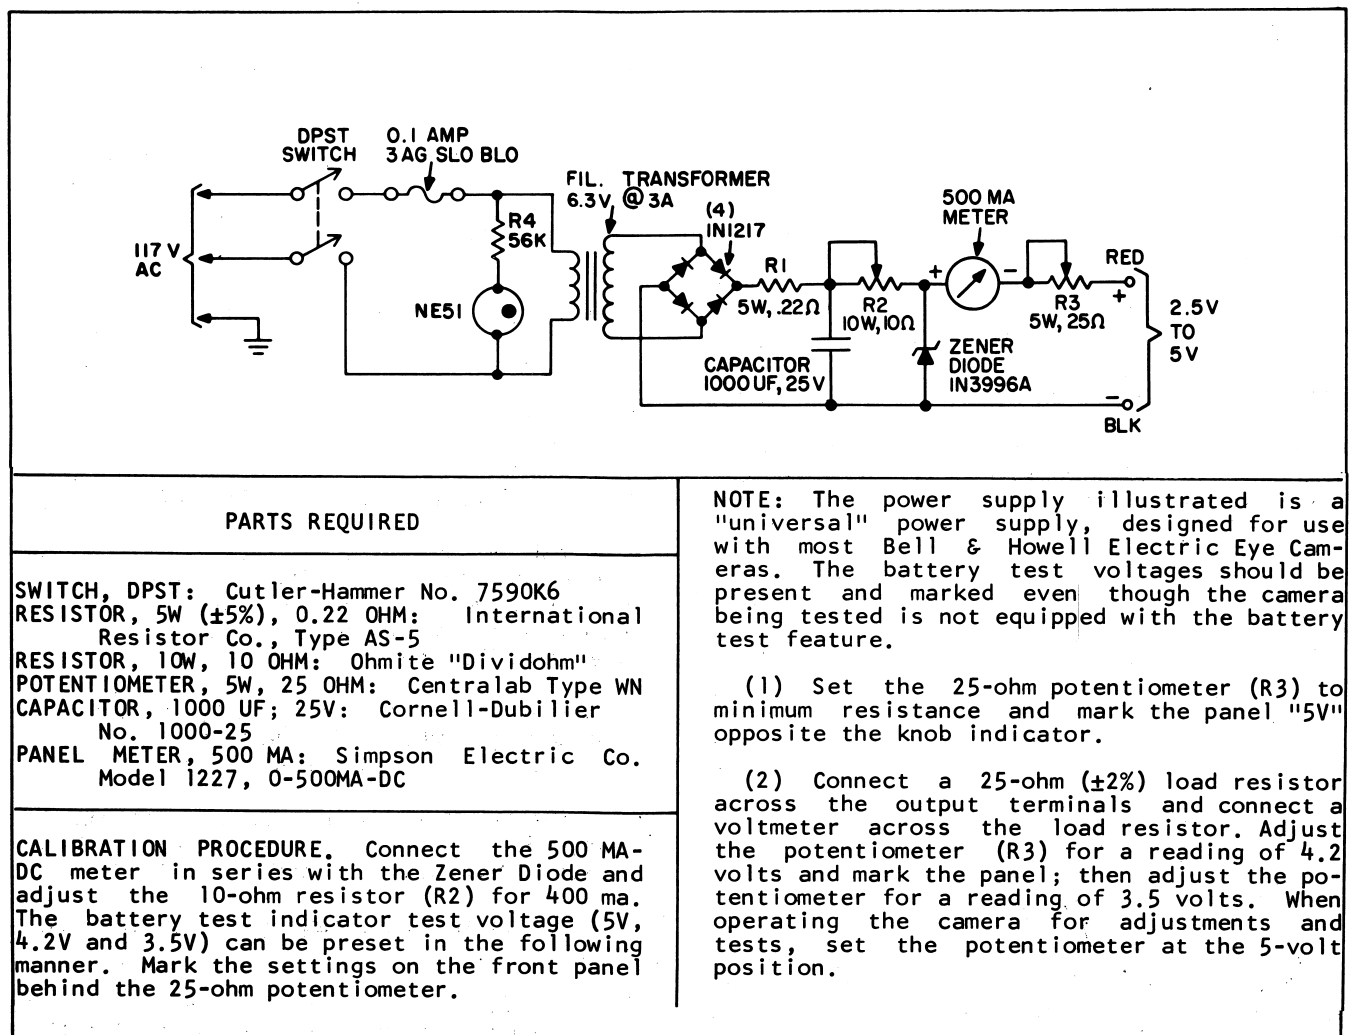 DPST
SWITCH
0.1 AMP
3AG SLO BLO
FIL. TRANSFORMER
6.3V @ 3A
(4)
IN1217
500 MA
METER
R4
56K
117 V
AC
NE51
R1
5W, .22Ω
R2
10W, 10Ω
+
-
R3
5W, 25Ω
RED
+
2.5V
TO
5V
CAPACITOR
1000 UF, 25V
ZENER
DIODE
IN3996A
-
BLK
PARTS REQUIRED
SWITCH, DPST: Cutler-Hammer No. 7590K6
RESISTOR, 5W (±5%), 0.22 OHM: International
Resistor Co., Type AS-5
RESISTOR, 10W, 10 OHM: Ohmite "Dividohm"
POTENTIOMETER, 5W, 25 OHM: Centralab Type WN
CAPACITOR, 1000 UF; 25V: Cornell-Dubilier
No. 1000-25
PANEL METER, 500 MA: Simpson Electric Co.
Model 1227, 0-500MA-DC
CALIBRATION PROCEDURE. Connect the 500 MA-
DC meter in series with the Zener Diode and
adjust the 10-ohm resistor (R2) for 400 ma.
The battery test indicator test voltage (5V,
4.2V and 3.5V) can be preset in the following
manner. Mark the settings on the front panel
behind the 25-ohm potentiometer.
NOTE: The power supply illustrated is a
"universal" power supply, designed for use
with most Bell & Howell Electric Eye Cam-
eras. The battery test voltages should be
present and marked even though the camera
being tested is not equipped with the battery
test feature.
(1) Set the 25-ohm potentiometer (R3) to
minimum resistance and mark the panel "5V"
opposite the knob indicator.
(2) Connect a 25-ohm (±2%) load resistor
across the output terminals and connect a
voltmeter across the load resistor. Adjust
the potentiometer (R3) for a reading of 4.2
volts and mark the panel; then adjust the po-
tentiometer for a reading of 3.5 volts. When
operating the camera for adjustments and
tests, set the potentiometer at the 5-volt
position.